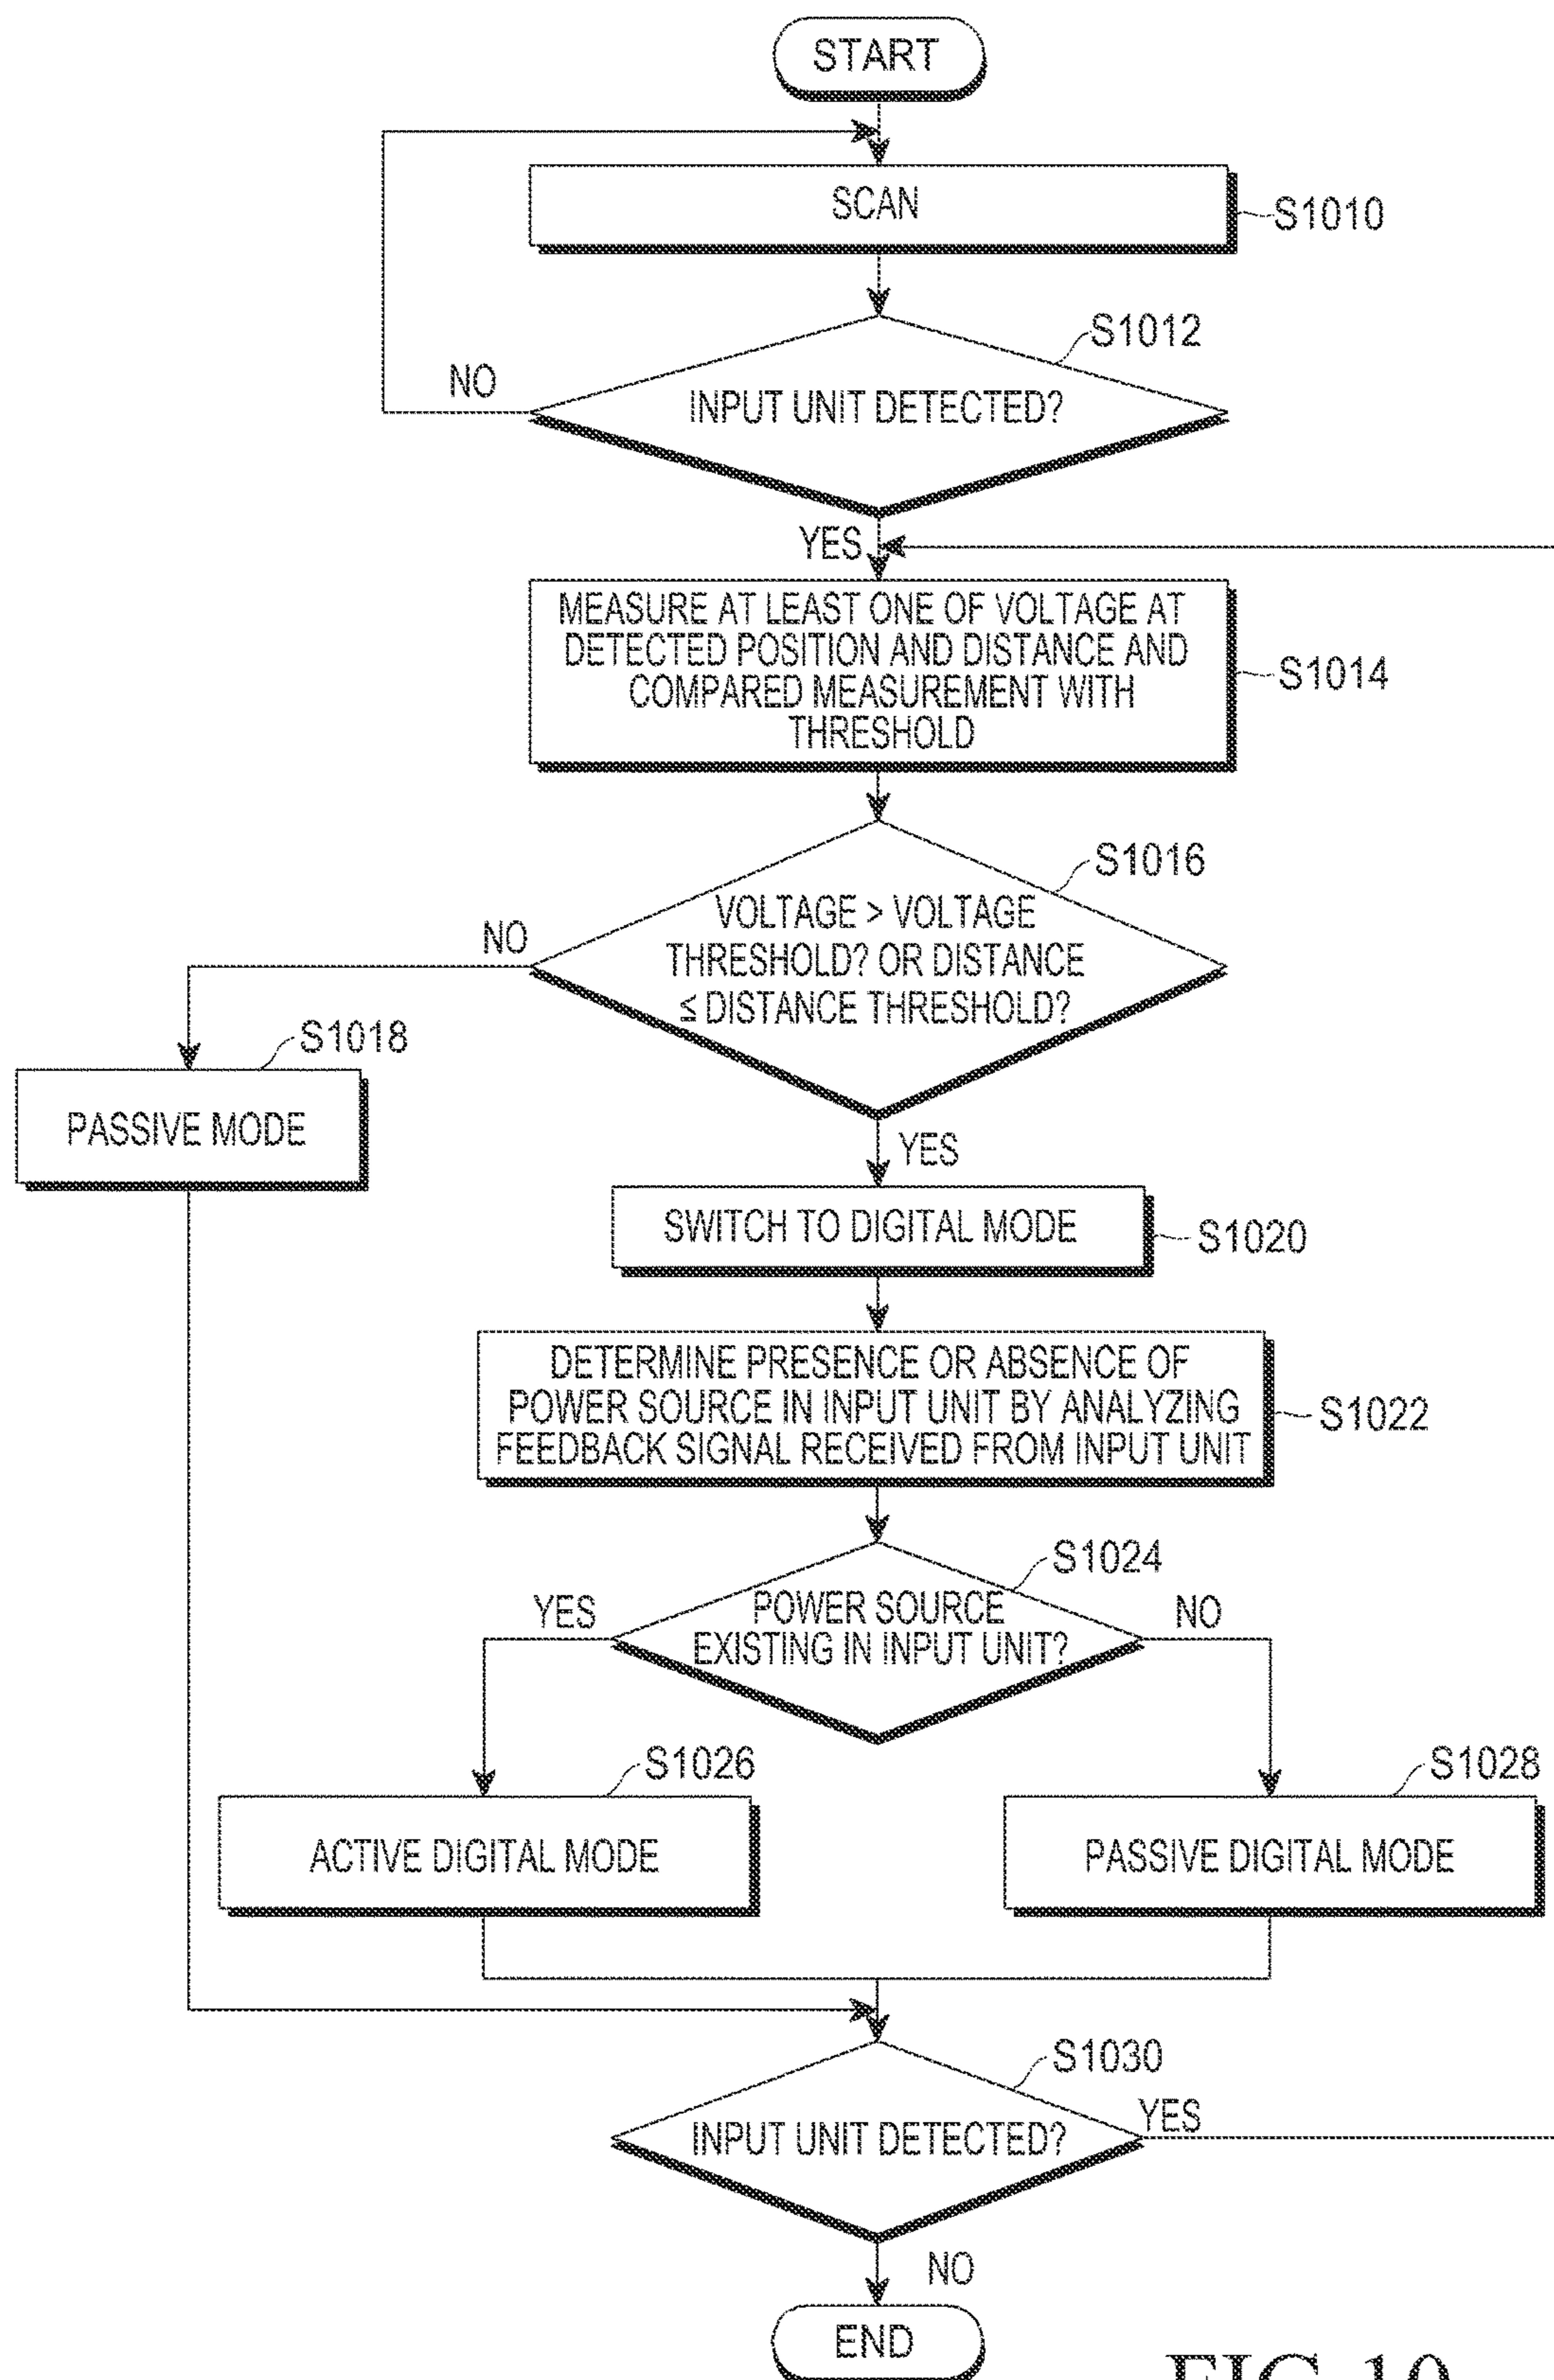 START
SCAN
S1010
S1012
NO
INPUT UNIT DETECTED?
YES
MEASURE AT LEAST ONE OF VOLTAGE AT
DETECTED POSITION AND DISTANCE AND
COMPARED MEASUREMENT WITH
THRESHOLD
S1014
S1016
NO
VOLTAGE > VOLTAGE
THRESHOLD? OR DISTANCE
≤ DISTANCE THRESHOLD?
S1018
PASSIVE MODE
YES
SWITCH TO DIGITAL MODE
S1020
DETERMINE PRESENCE OR ABSENCE OF
POWER SOURCE IN INPUT UNIT BY ANALYZING
FEEDBACK SIGNAL RECEIVED FROM INPUT UNIT
S1022
S1024
YES
POWER SOURCE
EXISTING IN INPUT UNIT?
NO
S1026
ACTIVE DIGITAL MODE
S1028
PASSIVE DIGITAL MODE
S1030
INPUT UNIT DETECTED?
YES
NO
END
FIG.10